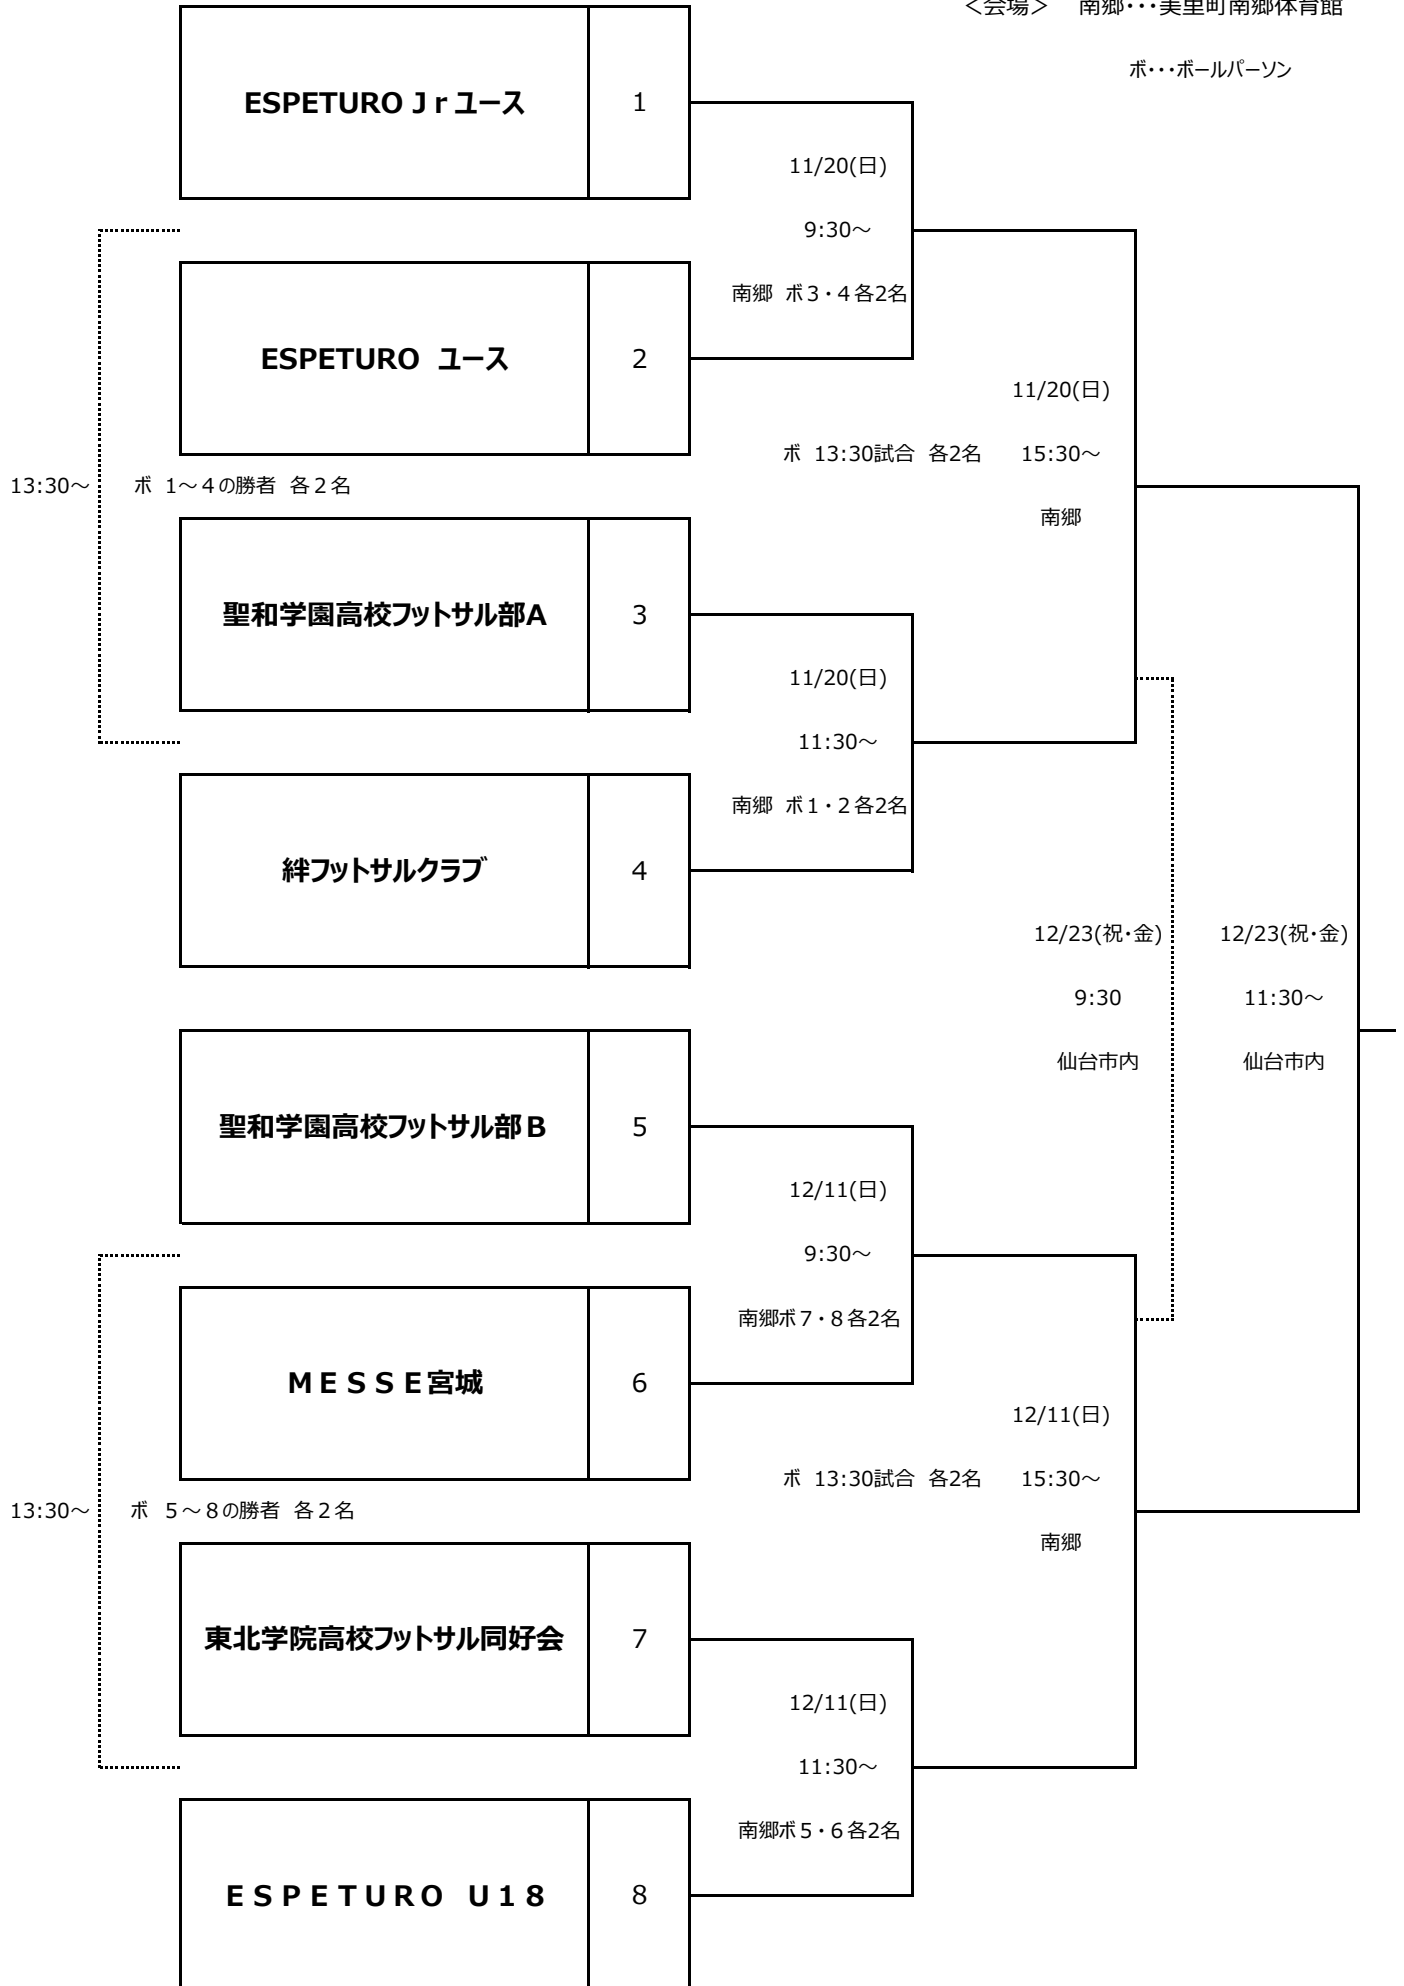 ＜会場＞　南郷・・・美里町南郷体育館
ボ・・・ボールパーソン
ESPETURO Ｊｒユース 1
11/20(日)
9:30～
南郷 ボ３・４各2名
ESPETURO ユース 2
11/20(日)
ボ 13:30試合 各2名 15:30～
南郷
13:30～ ボ 1～４の勝者 各２名
聖和学園高校フットサル部A 3
11/20(日)
11:30～
南郷 ボ１・２各2名
絆フットサルクラブ 4
12/23(祝・金) 12/23(祝・金)
9:30 11:30～
仙台市内 仙台市内
聖和学園高校フットサル部Ｂ 5
12/11(日)
9:30～
南郷ボ７・８各2名
ＭＥＳＳＥ宮城 6
12/11(日)
ボ 13:30試合 各2名 15:30～
南郷
13:30～ ボ ５～８の勝者 各２名
東北学院高校フットサル同好会 7
12/11(日)
11:30～
南郷ボ５・６各2名
ＥＳＰＥＴＵＲＯ Ｕ１８ 8